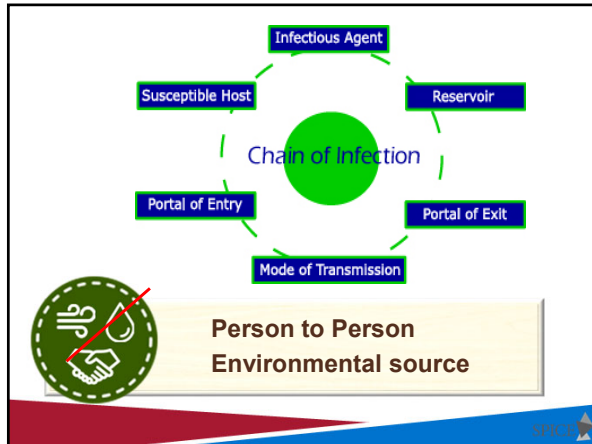 Infectious Agent
Susceptible Host
Reservoir
Chain of Infection
Portal of Entry
Portal of Exit
Mode of Transmission
Person to Person
Environmental source